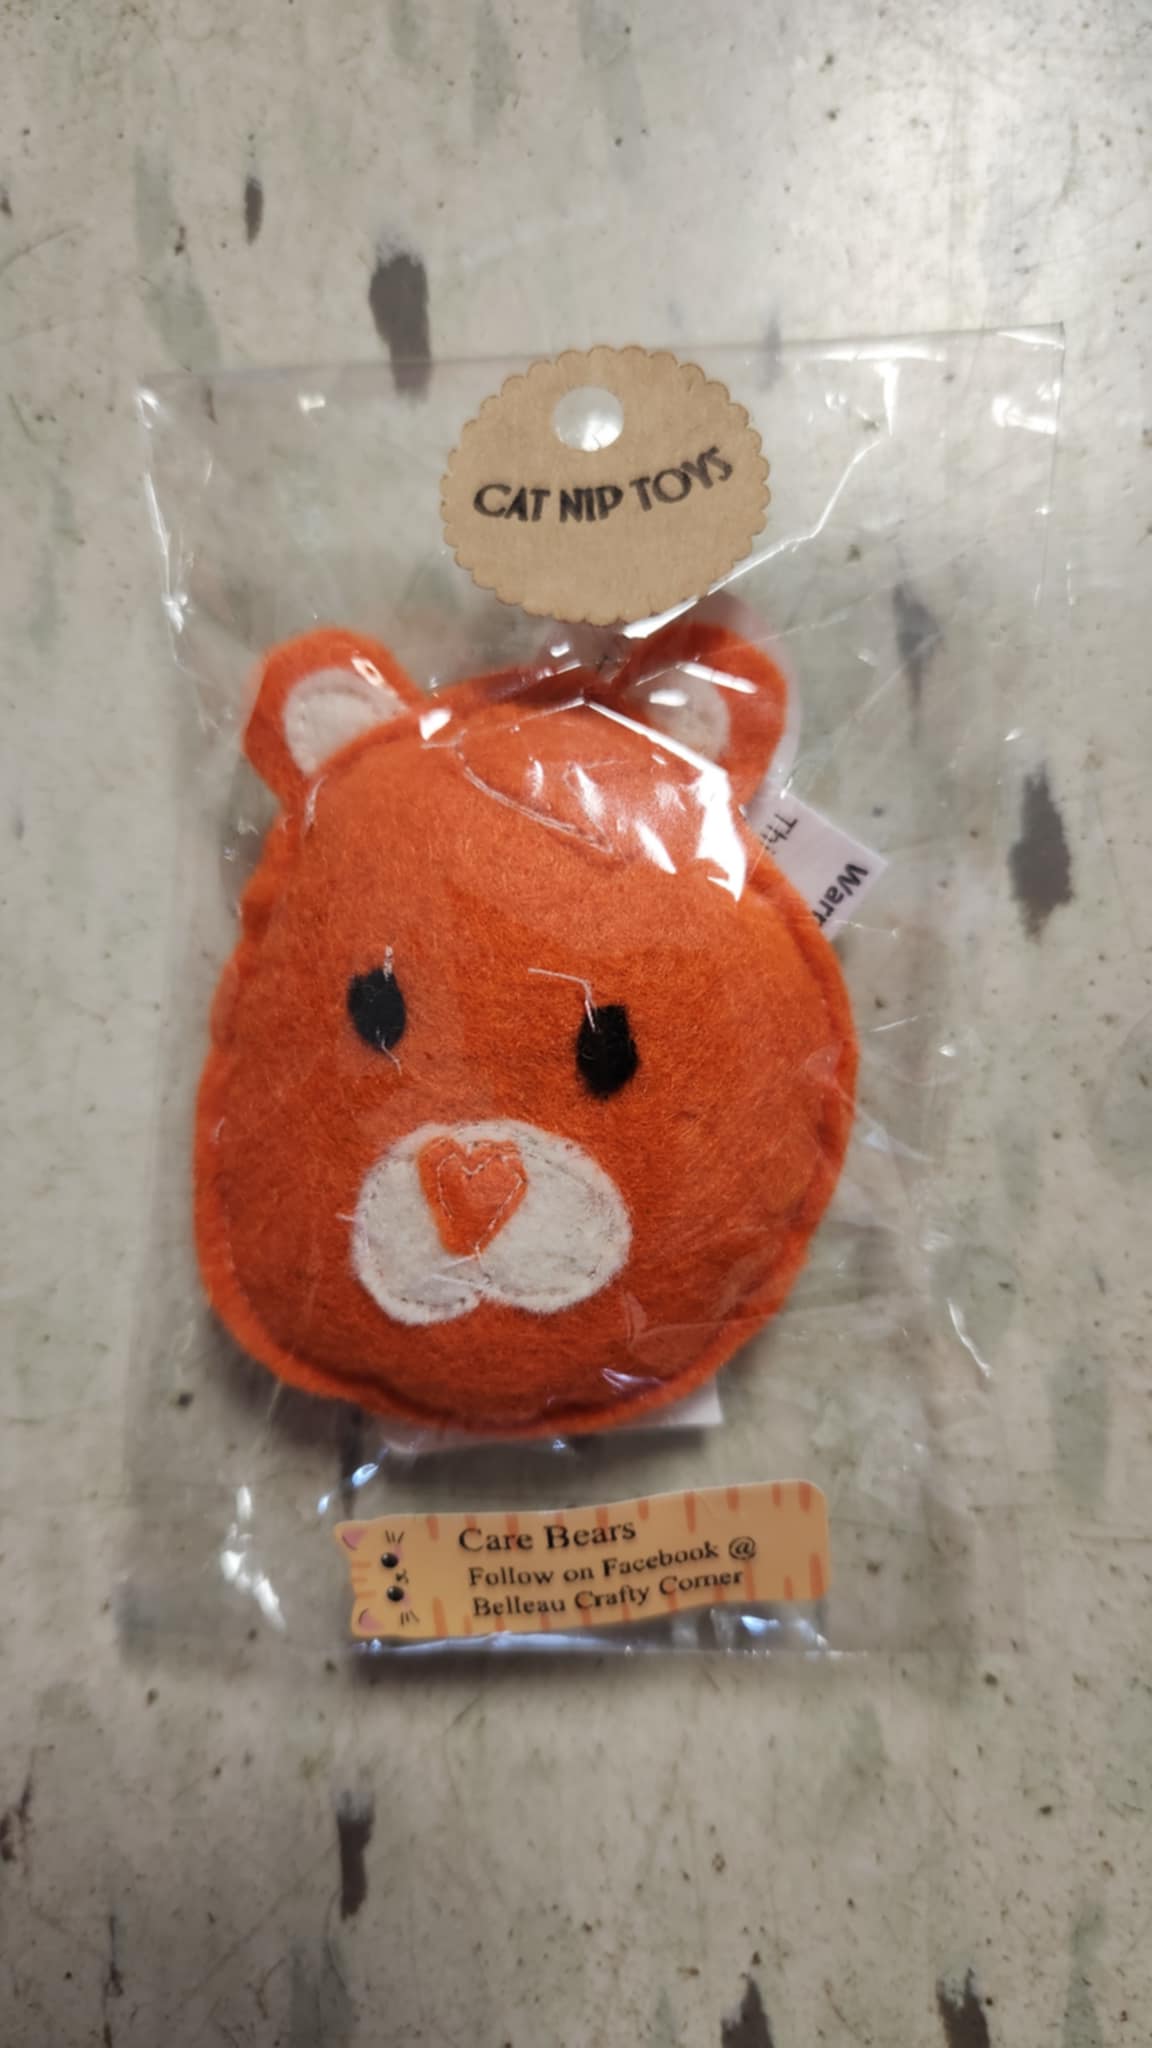 CAT NIP TOYS
Care Bears
Follow on Facebook @
Belleau Crafty Corner